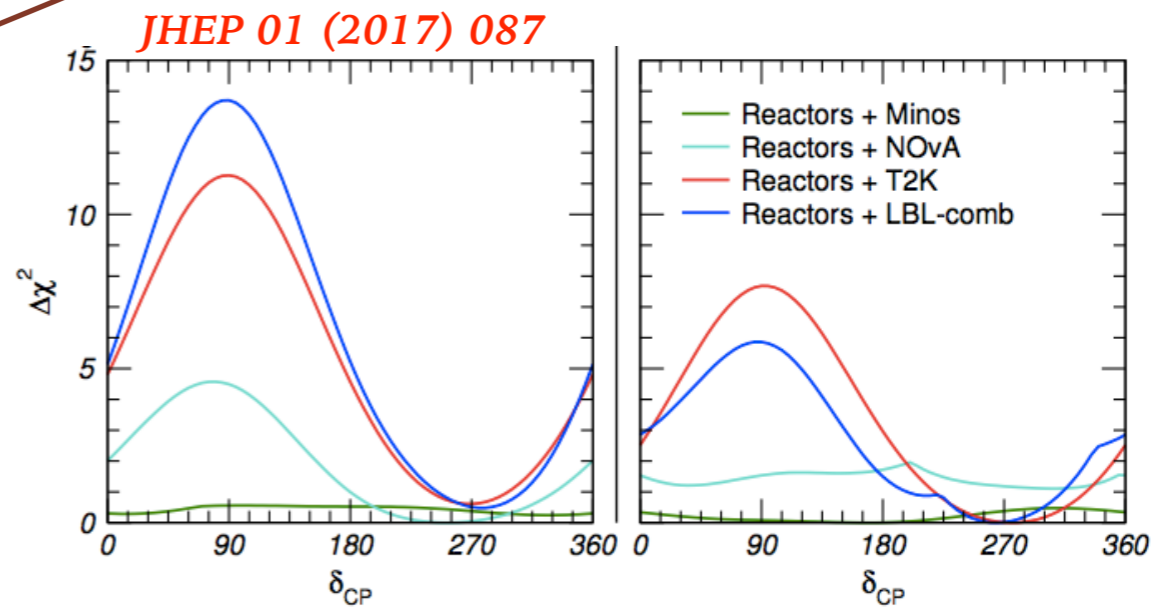 JHEP 01 (2017) 087
15
10
5
0
Δχ²
0 90 180 270 360
δCP
Reactors + Minos
Reactors + NOvA
Reactors + T2K
Reactors + LBL-comb
0 90 180 270 360
δCP